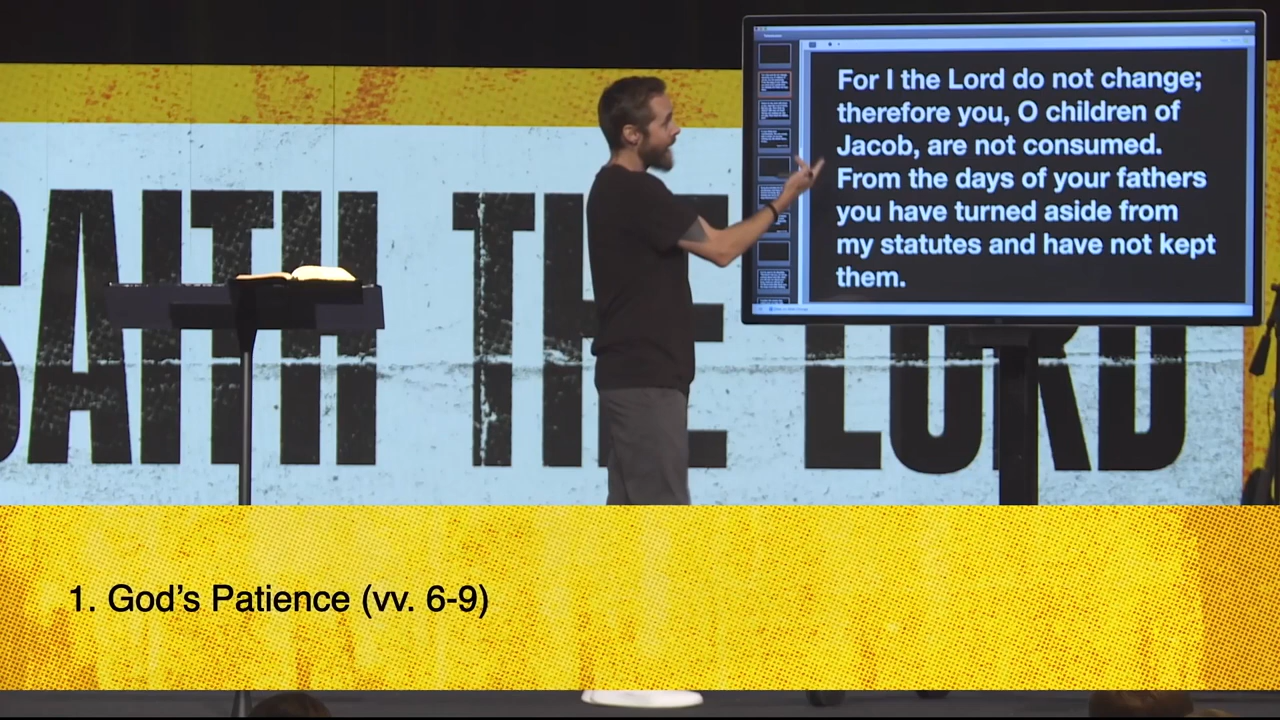 For I the Lord do not change;
therefore you, O children of
Jacob, are not consumed.
From the days of your fathers
you have turned aside from
my statutes and have not kept
them.
SAITH THE LORD
1. God's Patience (vv. 6-9)